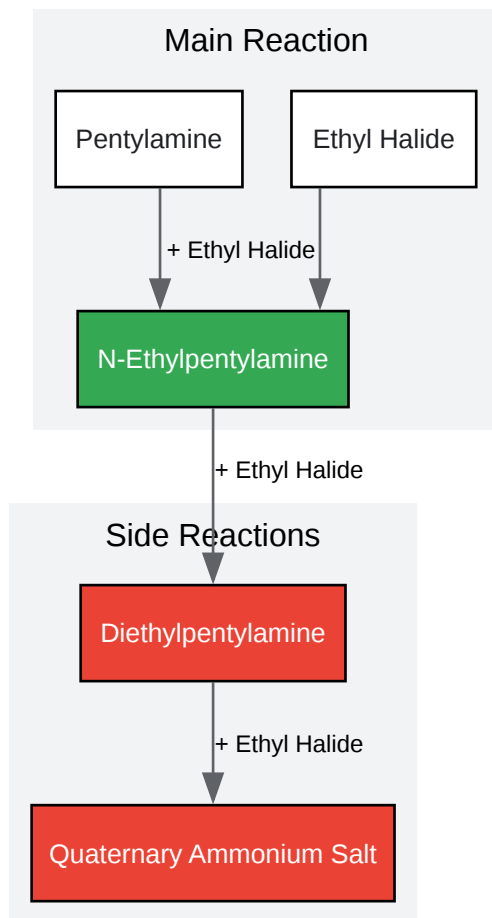 Main Reaction
Pentylamine
Ethyl Halide
+ Ethyl Halide
N-Ethylpentylamine
+ Ethyl Halide
Side Reactions
Diethylpentylamine
+ Ethyl Halide
Quaternary Ammonium Salt